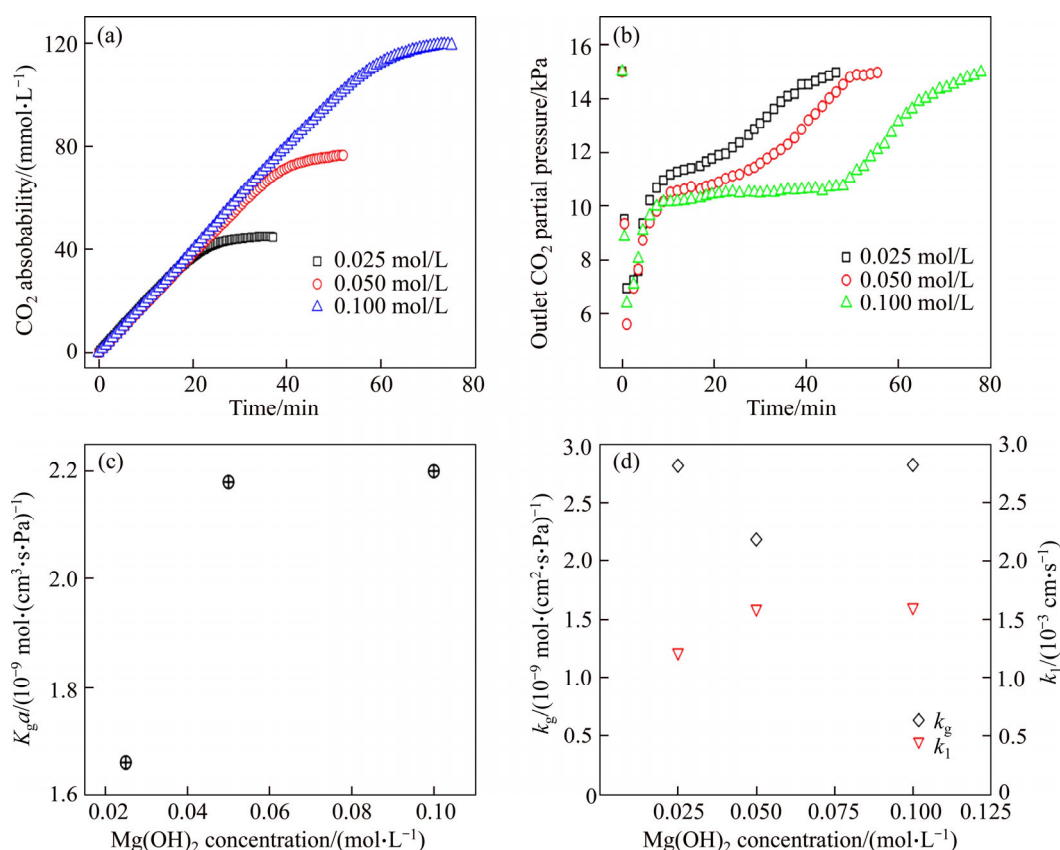 (a)
120
80
40
0
CO₂ absobability/(mmol·L⁻¹)
0.025 mol/L
0.050 mol/L
0.100 mol/L
0 20 40 60 80
Time/min
(b)
16
14
12
10
8
6
Outlet CO₂ partial pressure/kPa
0.025 mol/L
0.050 mol/L
0.100 mol/L
0 20 40 60 80
Time/min
(c)
2.2
2.0
1.8
1.6
Kga/(10⁻⁹ mol·(cm³·s·Pa)⁻¹)
0.02 0.04 0.06 0.08 0.10
Mg(OH)₂ concentration/(mol·L⁻¹)
(d)
3.0
2.5
2.0
1.5
1.0
0.5
0
kg/(10⁻⁹ mol·(cm²·s·Pa)⁻¹)
kg
k1
3.0
2.5
2.0
1.5
1.0
0.5
0
k1/(10⁻³ cm·s⁻¹)
0.025 0.050 0.075 0.100 0.125
Mg(OH)₂ concentration/(mol·L⁻¹)